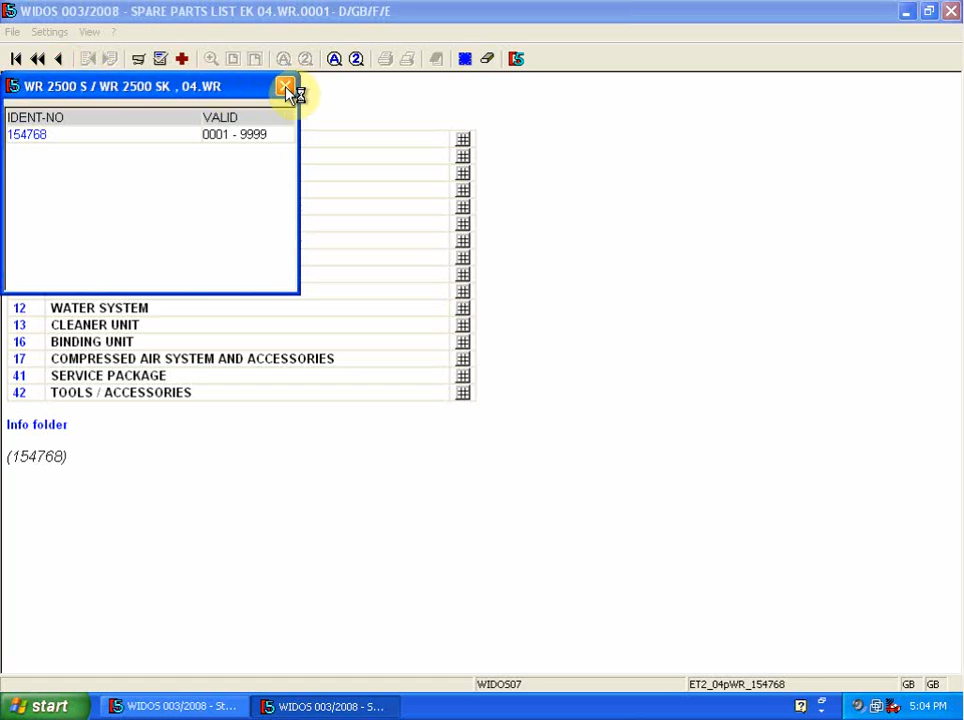 WIDOS 003/2008 - SPARE PARTS LIST EK 04.WR.0001- D/GB/F/E
File Settings View ?
WR 2500 S / WR 2500 SK , 04.WR
IDENT-NO VALID
154768 0001 - 9999
12 WATER SYSTEM
13 CLEANER UNIT
16 BINDING UNIT
17 COMPRESSED AIR SYSTEM AND ACCESSORIES
41 SERVICE PACKAGE
42 TOOLS / ACCESSORIES
Info folder
(154768)
WIDOS07 ET2_04pWR_154768 GB GB
start WIDOS 003/2008 - St... WIDOS 003/2008 - S... 5:04 PM